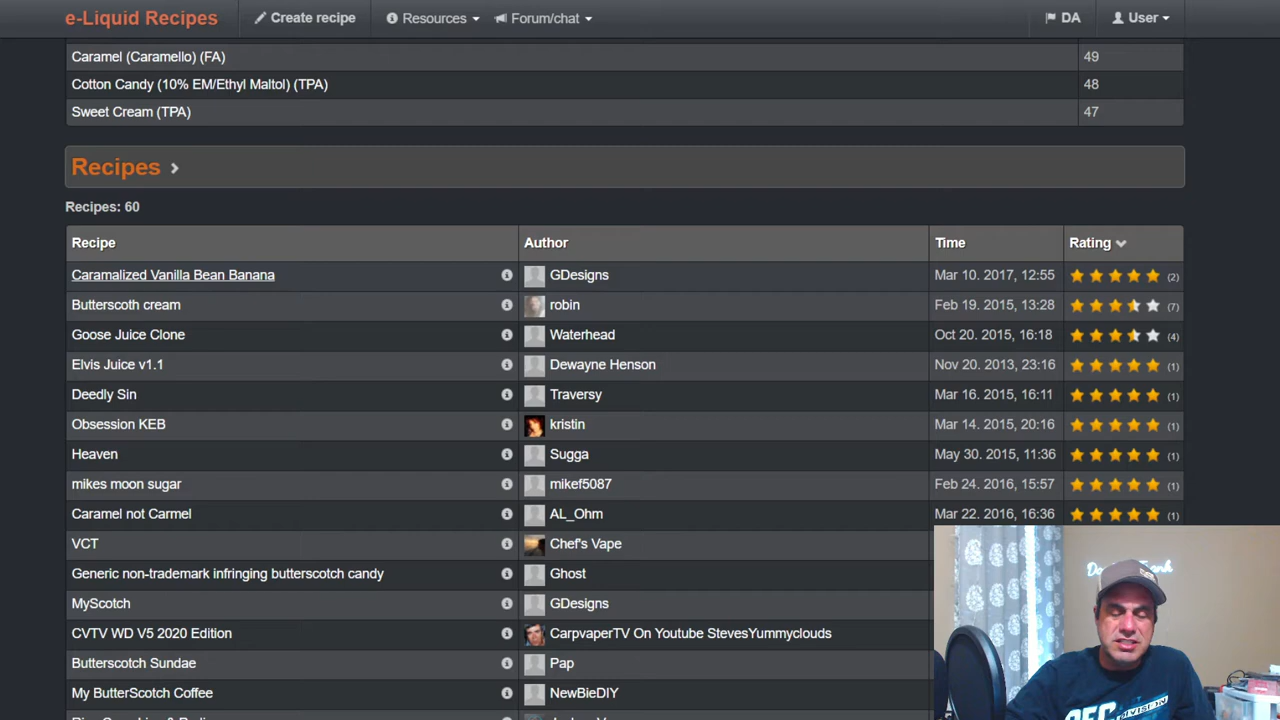 e-Liquid Recipes Create recipe Resources Forum/chat DA User
Caramel (Caramello) (FA) 49
Cotton Candy (10% EM/Ethyl Maltol) (TPA) 48
Sweet Cream (TPA) 47
Recipes
Recipes: 60
Recipe Author Time Rating
Caramalized Vanilla Bean Banana GDesigns Mar 10. 2017, 12:55 (2)
Butterscoth cream robin Feb 19. 2015, 13:28 (7)
Goose Juice Clone Waterhead Oct 20. 2015, 16:18 (4)
Elvis Juice v1.1 Dewayne Henson Nov 20. 2013, 23:16 (1)
Deedly Sin Traversy Mar 16. 2015, 16:11 (1)
Obsession KEB kristin Mar 14. 2015, 20:16 (1)
Heaven Sugga May 30. 2015, 11:36 (1)
mikes moon sugar mikef5087 Feb 24. 2016, 15:57 (1)
Caramel not Carmel AL_Ohm Mar 22. 2016, 16:36 (1)
VCT Chef's Vape
Generic non-trademark infringing butterscotch candy Ghost
MyScotch GDesigns
CVTV WD V5 2020 Edition CarpvaperTV On Youtube StevesYummyclouds
Butterscotch Sundae Pap
My ButterScotch Coffee NewBieDIY
DIVISION